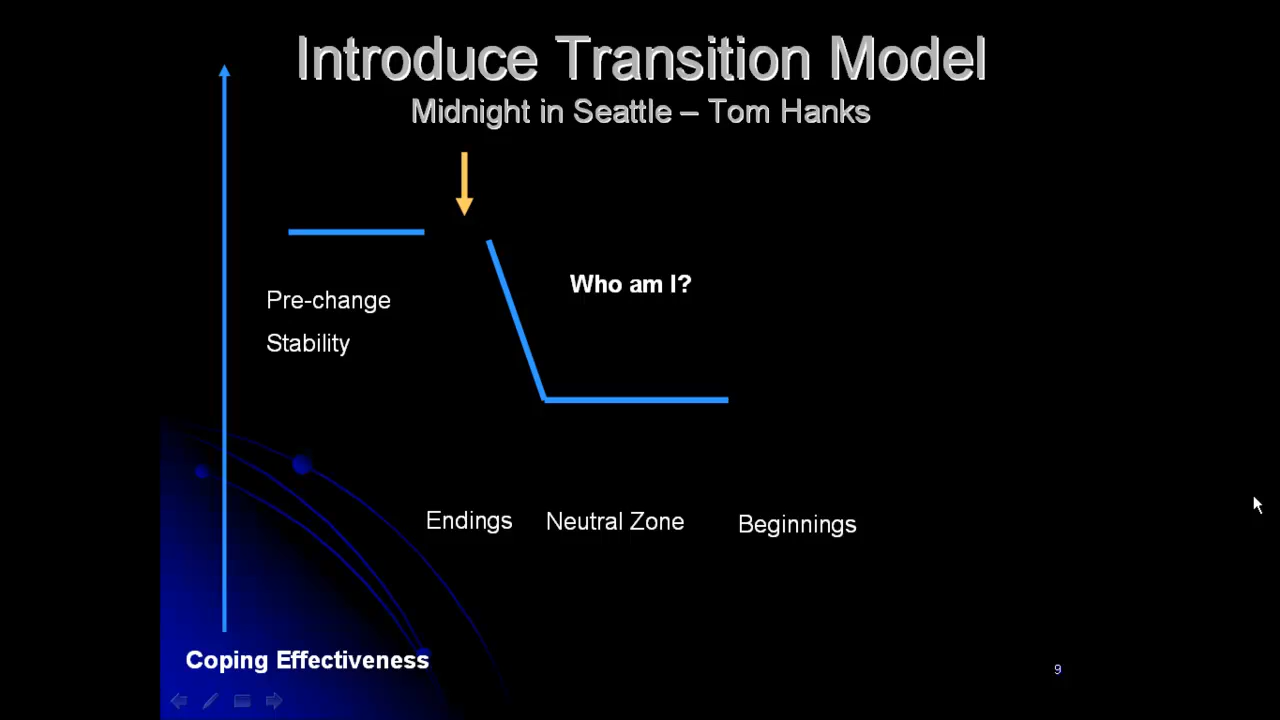 Introduce Transition Model
Midnight in Seattle – Tom Hanks
Who am I?
Pre-change
Stability
Endings
Neutral Zone
Beginnings
Coping Effectiveness
9